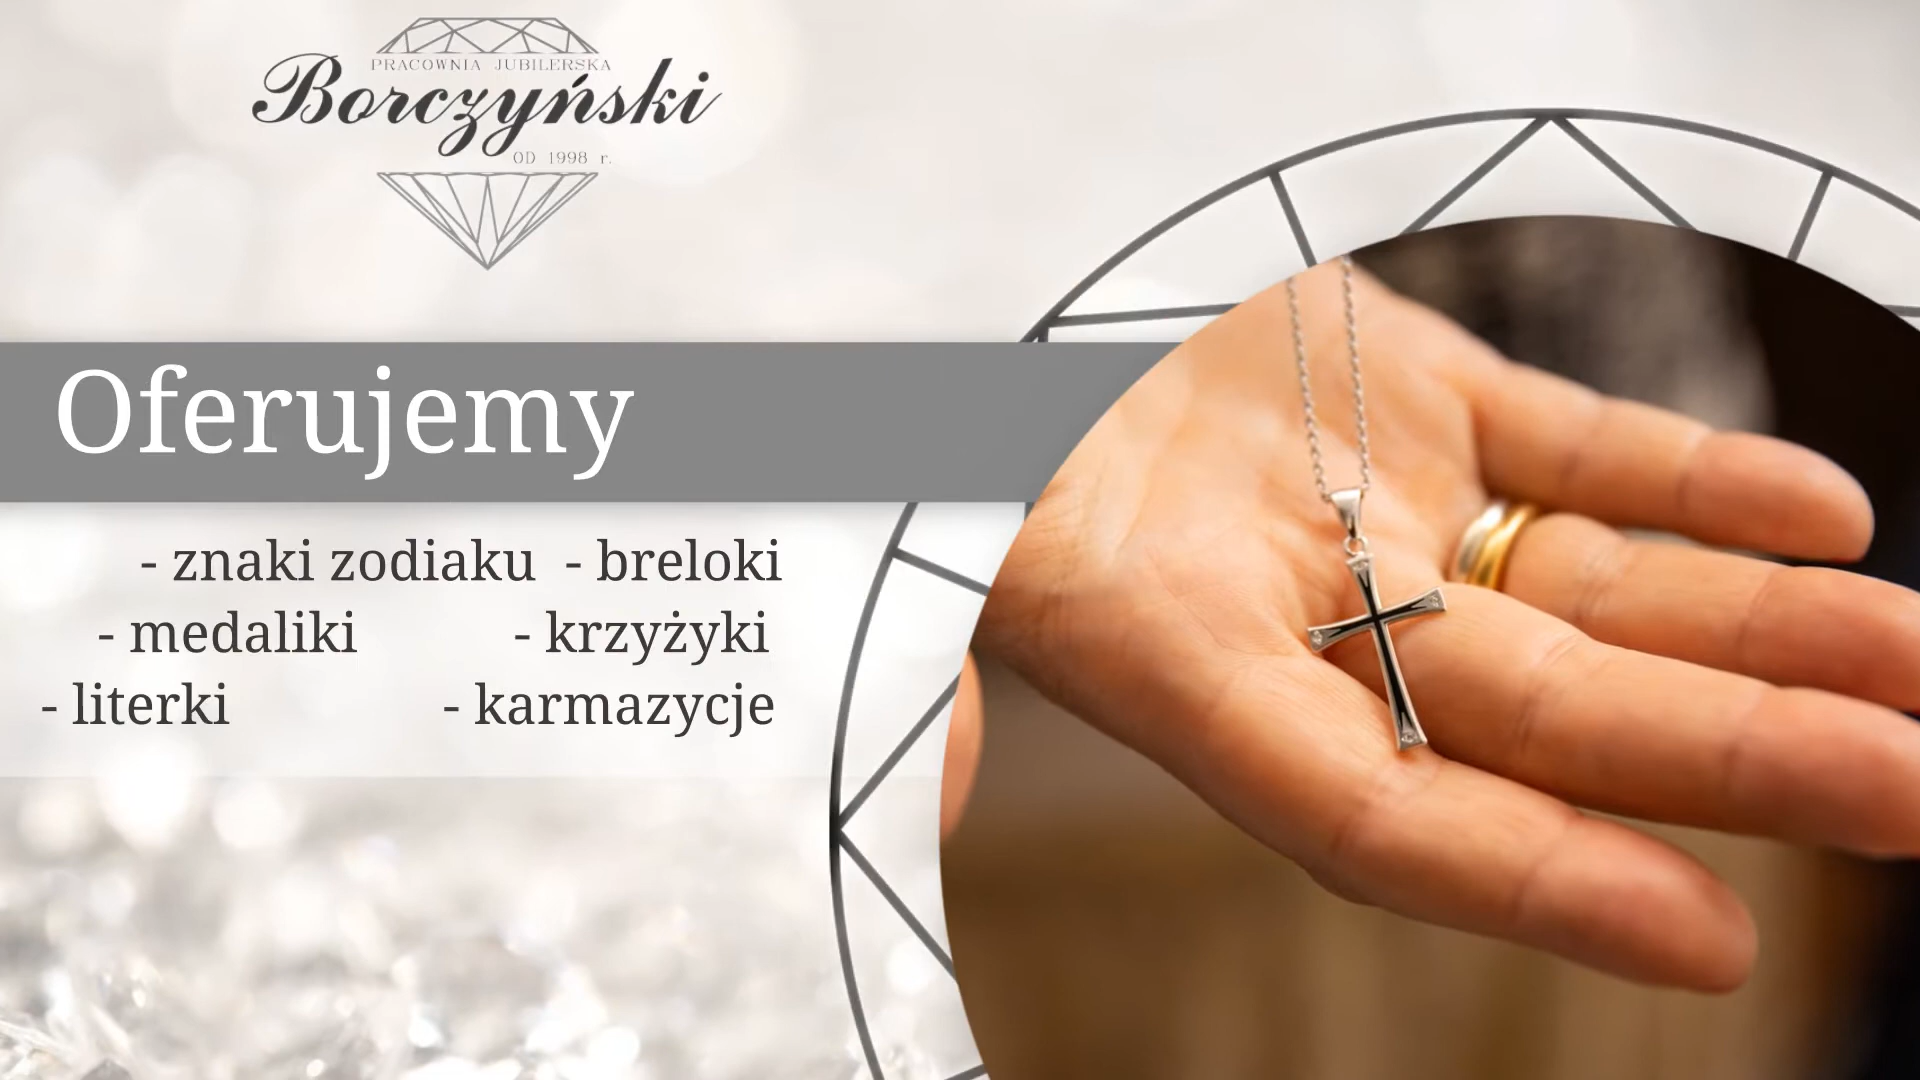 PRACOWNIA JUBILERSKA
Borczyński
OD 1998 r.
Oferujemy
- znaki zodiaku - breloki
- medaliki - krzyżyki
- literki - karmazycje